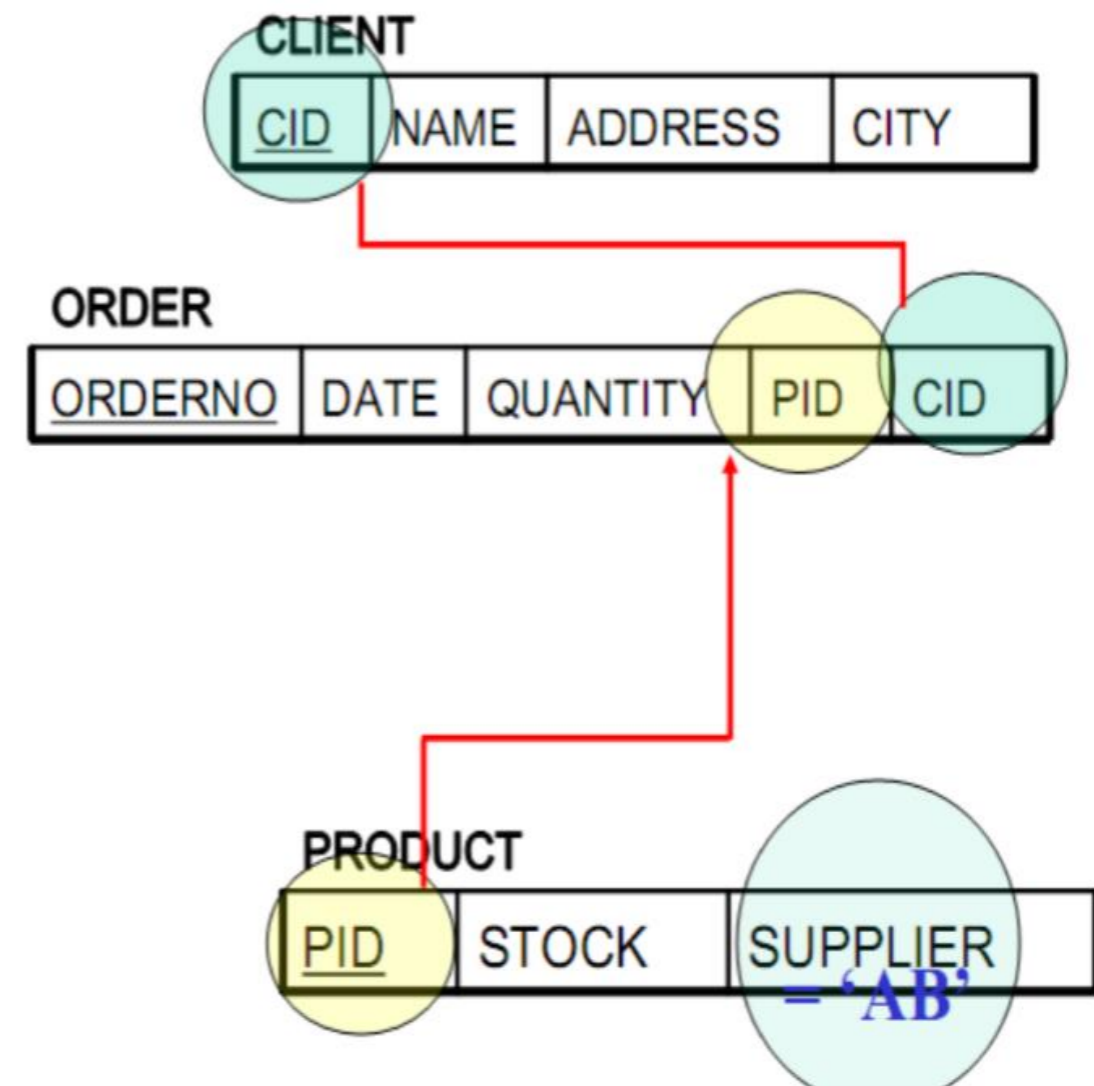 CLIENT
CID NAME ADDRESS CITY
ORDER
ORDERNO DATE QUANTITY PID CID
PRODUCT
PID STOCK SUPPLIER
= ‘AB’